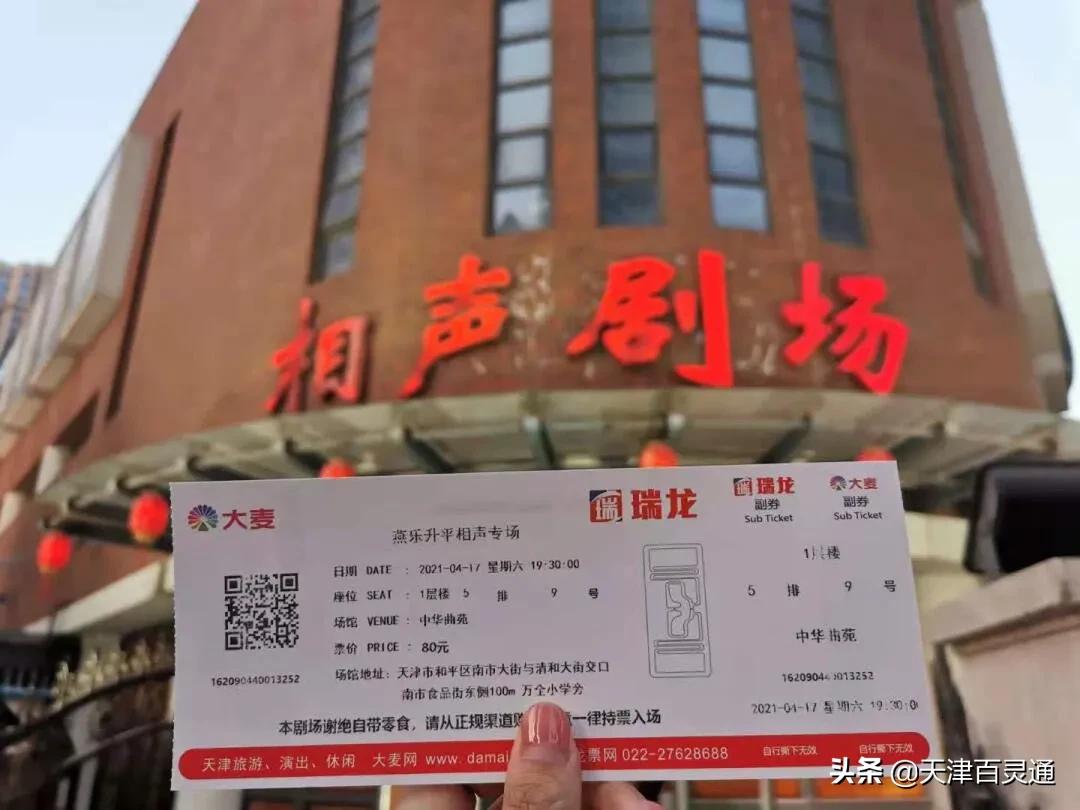 相声剧场
大麦
瑞龙
瑞龙
副券
Sub Ticket
大麦
副券
Sub Ticket
燕乐升平相声专场
日期 DATE : 2021-04-17 星期六 19:30:00
座位 SEAT : 1层楼 5 排 9 号
场馆 VENUE : 中华曲苑
票价 PRICE : 80元
场馆地址: 天津市和平区南市大街与清和大街交口
南市食品街东侧100m 万全小学旁
162090440013252
本剧场谢绝自带零食,请从正规渠道 一律持票入场
天津旅游、演出、休闲 大麦网 www.damai 龙票网 022-27628688
自行撕下无效
自行撕下无效
1层楼
5 排 9 号
中华曲苑
162090440013252
2021-04-17 星期六 19:30:0
头条 @天津百灵通